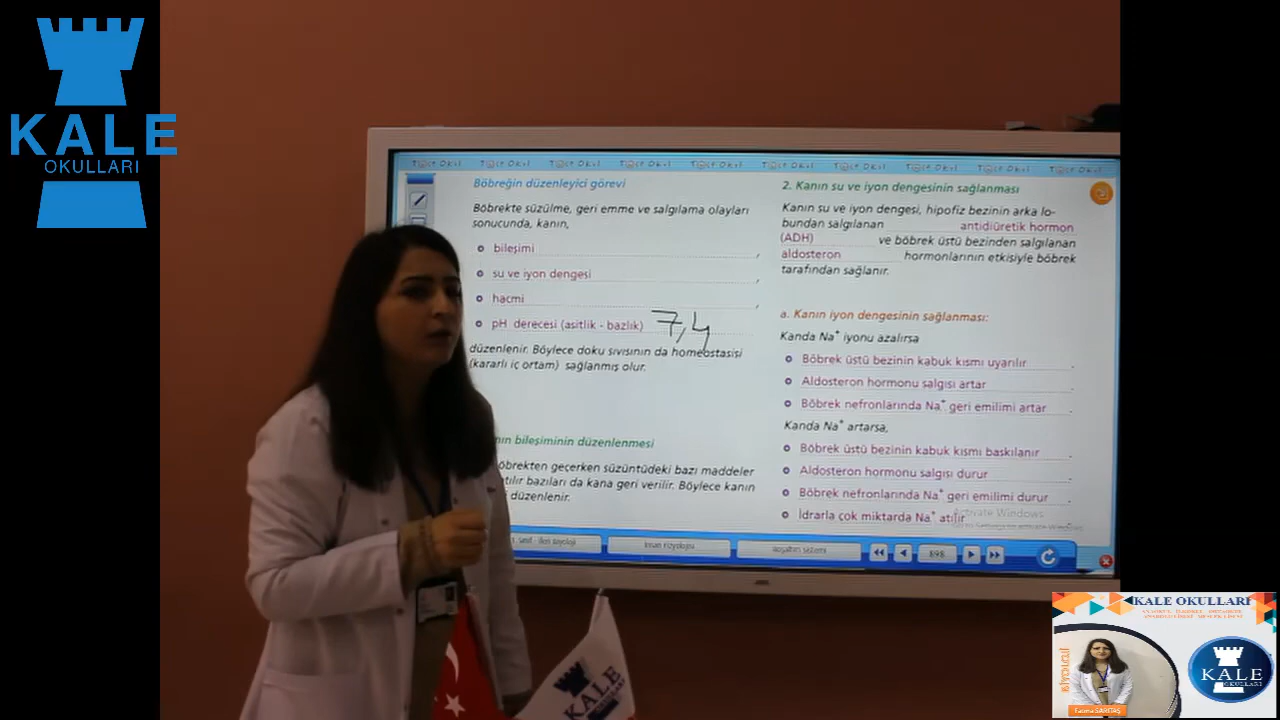 KALE
OKULLARI
Böbreğin düzenleyici görevi
Böbrekte süzülme, geri emme ve salgılama olayları
sonucunda, kanın,
bileşimi ,
su ve iyon dengesi ,
hacmi ,
pH derecesi (asitlik - bazlık) 7,4
düzenlenir. Böylece doku sıvısının da homeostasisi
(kararlı iç ortam) sağlanmış olur.
bileşiminin düzenlenmesi
geçerken süzüntüdeki bazı maddeler
bazıları da kana geri verilir. Böylece kanın
düzenlenir.
2. Kanın su ve iyon dengesinin sağlanması
Kanın su ve iyon dengesi, hipofiz bezinin arka lo-
bundan salgılanan antidiüretik hormon
(ADH) ve böbrek üstü bezinden salgılanan
aldosteron hormonlarının etkisiyle böbrek
tarafından sağlanır.
a. Kanın iyon dengesinin sağlanması:
Kanda Na⁺ iyonu azalırsa
Böbrek üstü bezinin kabuk kısmı uyarılır .
Aldosteron hormonu salgısı artar .
Böbrek nefronlarında Na⁺ geri emilimi artar .
Kanda Na⁺ artarsa,
Böbrek üstü bezinin kabuk kısmı baskılanır .
Aldosteron hormonu salgısı durur .
Böbrek nefronlarında Na⁺ geri emilimi durur .
İdrarla çok miktarda Na⁺ atılır
Activate Windows
898
KALE
KALE OKULLARI
Fatma SARITAŞ
KALE
OKULLARI